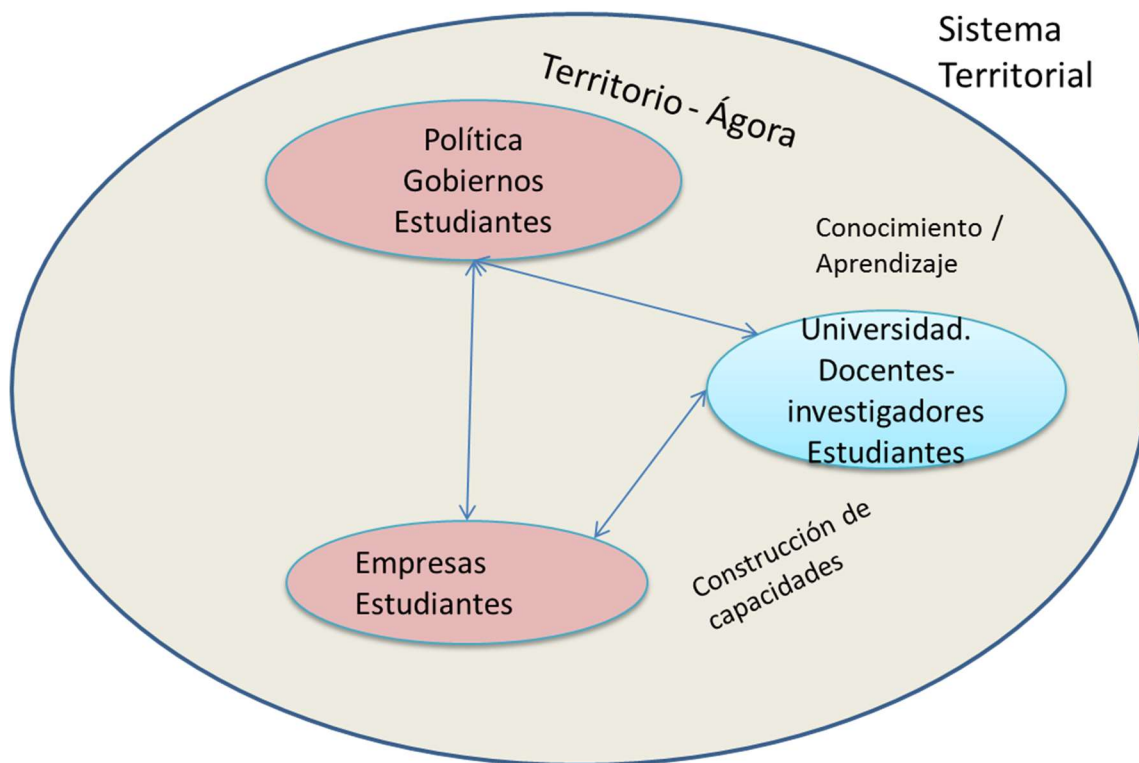 Sistema
Territorial
Territorio - Ágora
Política
Gobiernos
Estudiantes
Conocimiento /
Aprendizaje
Universidad.
Docentes-
investigadores
Estudiantes
Empresas
Estudiantes
Construcción de
capacidades